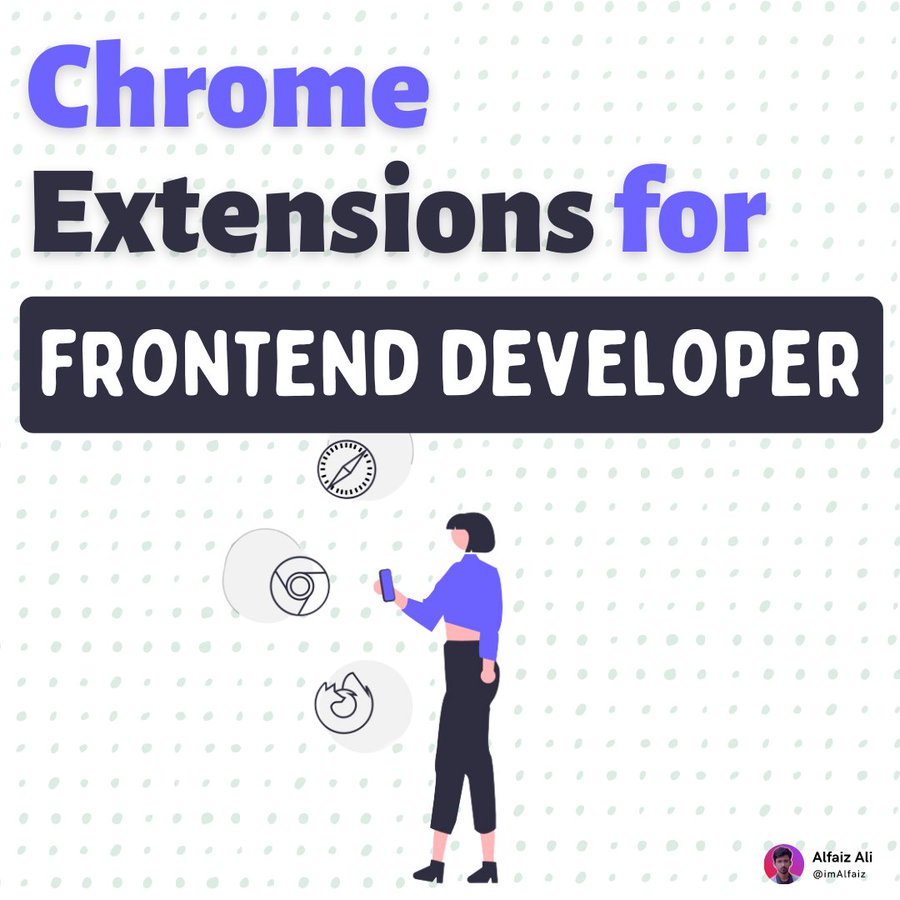 Chrome
Extensions for
FRONTEND DEVELOPER
Alfaiz Ali
@imAlfaiz